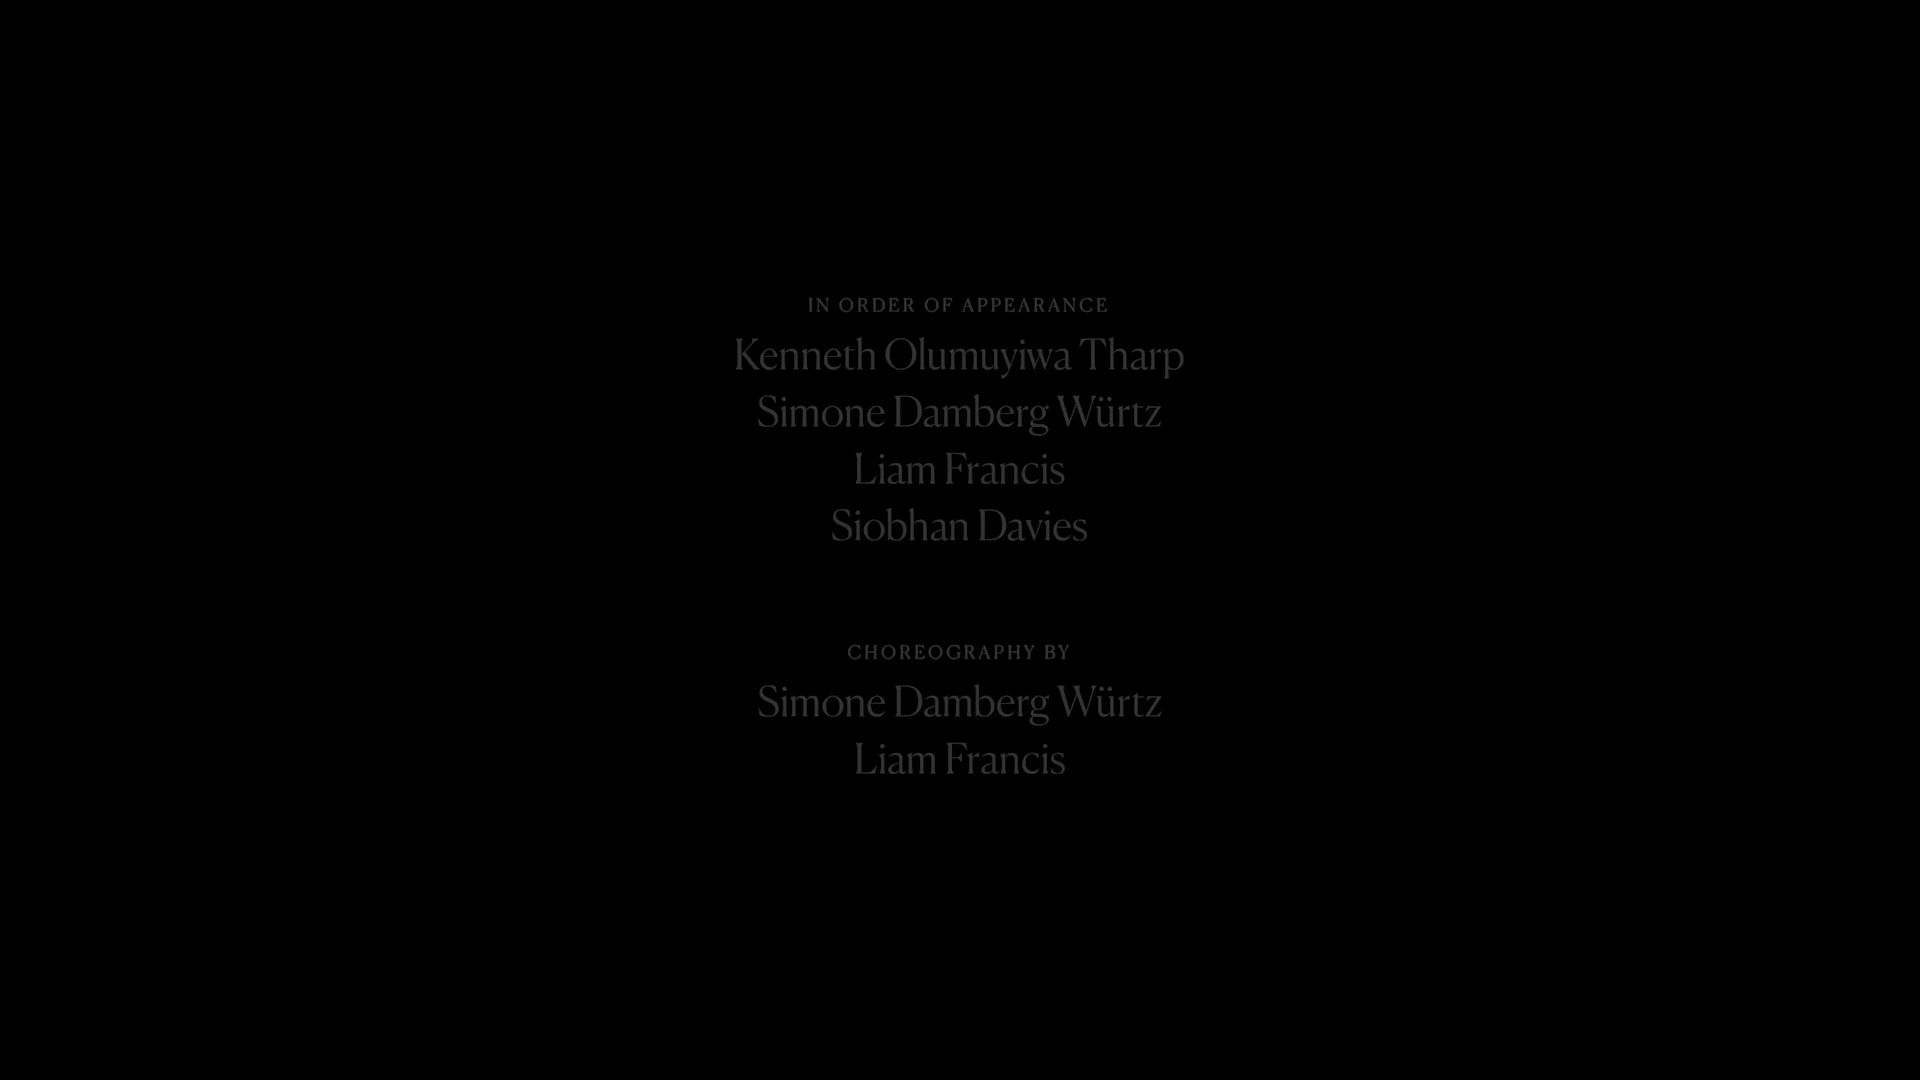 IN ORDER OF APPEARANCE
Kenneth Olumuyiwa Tharp
Simone Damberg Würtz
Liam Francis
Siobhan Davies
CHOREOGRAPHY BY
Simone Damberg Würtz
Liam Francis